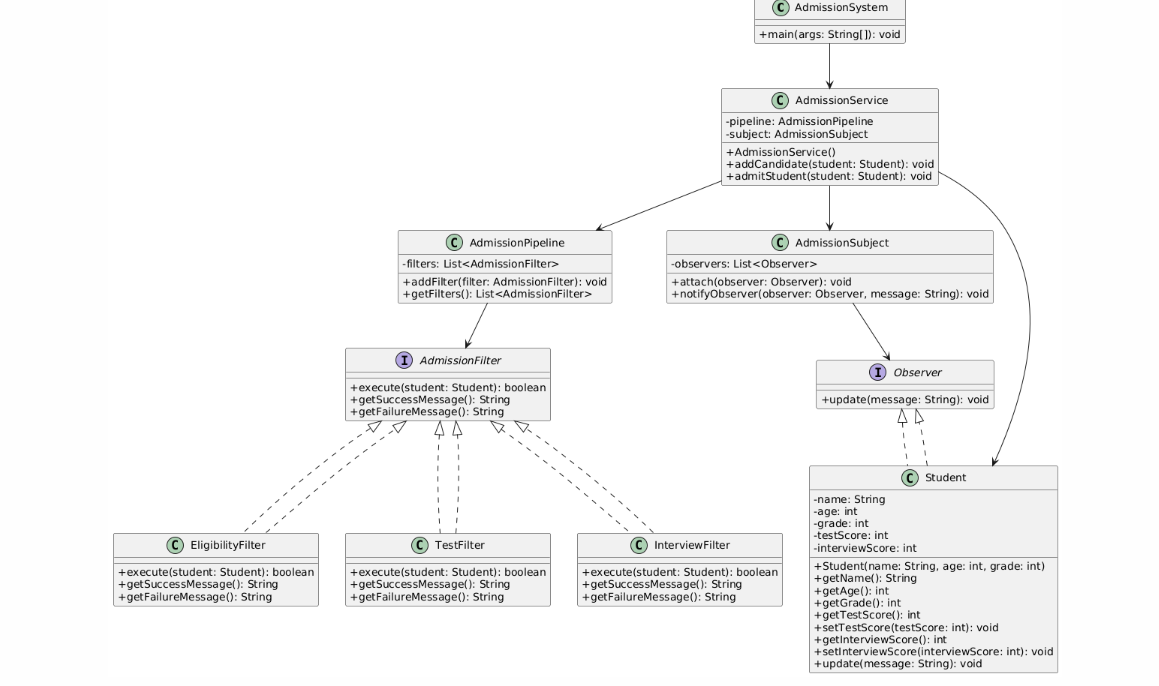 C AdmissionSystem
+main(args: String[]): void
C AdmissionService
-pipeline: AdmissionPipeline
-subject: AdmissionSubject
+AdmissionService()
+addCandidate(student: Student): void
+admitStudent(student: Student): void
C AdmissionPipeline
-filters: List<AdmissionFilter>
+addFilter(filter: AdmissionFilter): void
+getFilters(): List<AdmissionFilter>
C AdmissionSubject
-observers: List<Observer>
+attach(observer: Observer): void
+notifyObserver(observer: Observer, message: String): void
I AdmissionFilter
+execute(student: Student): boolean
+getSuccessMessage(): String
+getFailureMessage(): String
I Observer
+update(message: String): void
C EligibilityFilter
+execute(student: Student): boolean
+getSuccessMessage(): String
+getFailureMessage(): String
C TestFilter
+execute(student: Student): boolean
+getSuccessMessage(): String
+getFailureMessage(): String
C InterviewFilter
+execute(student: Student): boolean
+getSuccessMessage(): String
+getFailureMessage(): String
C Student
-name: String
-age: int
-grade: int
-testScore: int
-interviewScore: int
+Student(name: String, age: int, grade: int)
+getName(): String
+getAge(): int
+getGrade(): int
+getTestScore(): int
+setTestScore(testScore: int): void
+getInterviewScore(): int
+setInterviewScore(interviewScore: int): void
+update(message: String): void